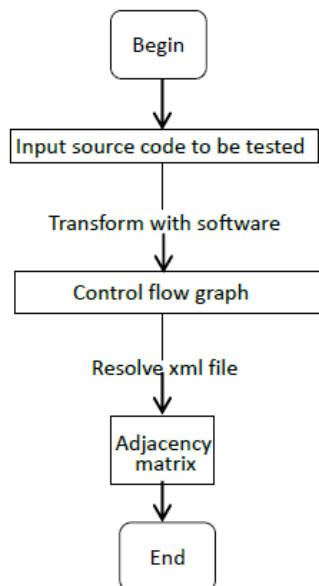 Begin
Input source code to be tested
Transform with software
Control flow graph
Resolve xml file
Adjacency
matrix
End